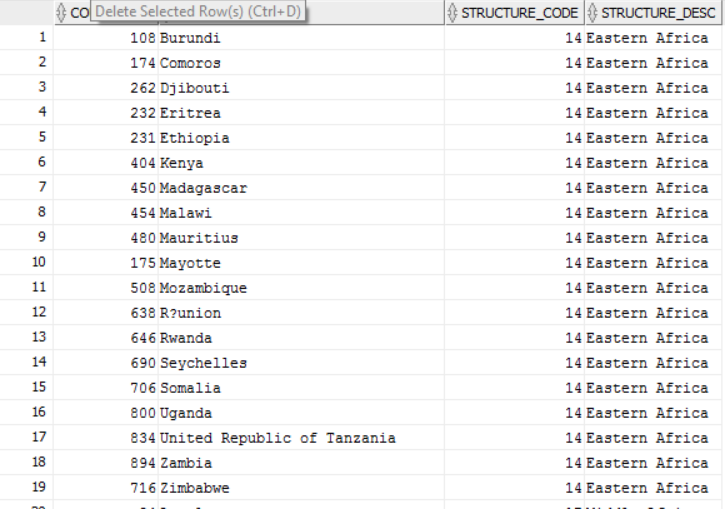 CO Delete Selected Row(s) (Ctrl+D) STRUCTURE_CODE STRUCTURE_DESC
1 108 Burundi 14 Eastern Africa
2 174 Comoros 14 Eastern Africa
3 262 Djibouti 14 Eastern Africa
4 232 Eritrea 14 Eastern Africa
5 231 Ethiopia 14 Eastern Africa
6 404 Kenya 14 Eastern Africa
7 450 Madagascar 14 Eastern Africa
8 454 Malawi 14 Eastern Africa
9 480 Mauritius 14 Eastern Africa
10 175 Mayotte 14 Eastern Africa
11 508 Mozambique 14 Eastern Africa
12 638 R?union 14 Eastern Africa
13 646 Rwanda 14 Eastern Africa
14 690 Seychelles 14 Eastern Africa
15 706 Somalia 14 Eastern Africa
16 800 Uganda 14 Eastern Africa
17 834 United Republic of Tanzania 14 Eastern Africa
18 894 Zambia 14 Eastern Africa
19 716 Zimbabwe 14 Eastern Africa